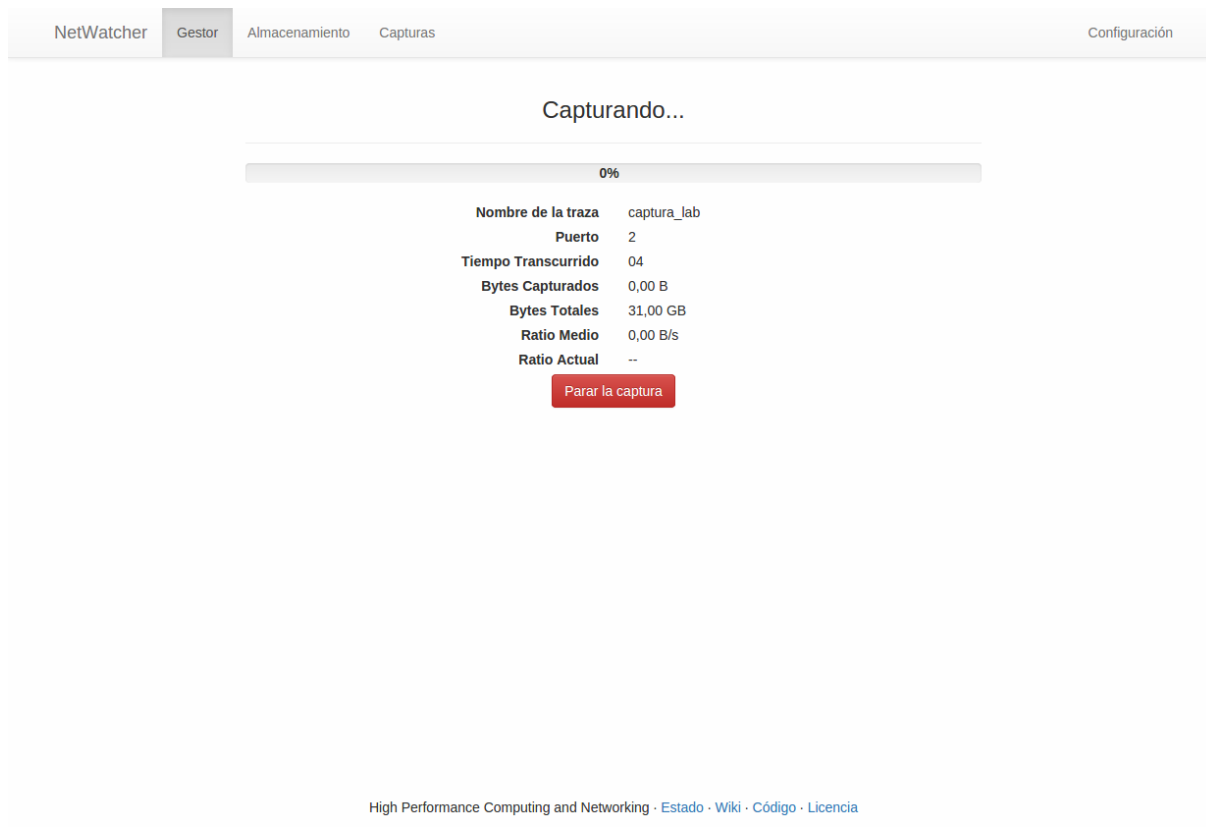 NetWatcher Gestor Almacenamiento Capturas Configuración
Capturando...
0%
Nombre de la traza captura_lab
Puerto 2
Tiempo Transcurrido 04
Bytes Capturados 0,00 B
Bytes Totales 31,00 GB
Ratio Medio 0,00 B/s
Ratio Actual --
Parar la captura
High Performance Computing and Networking · Estado · Wiki · Código · Licencia